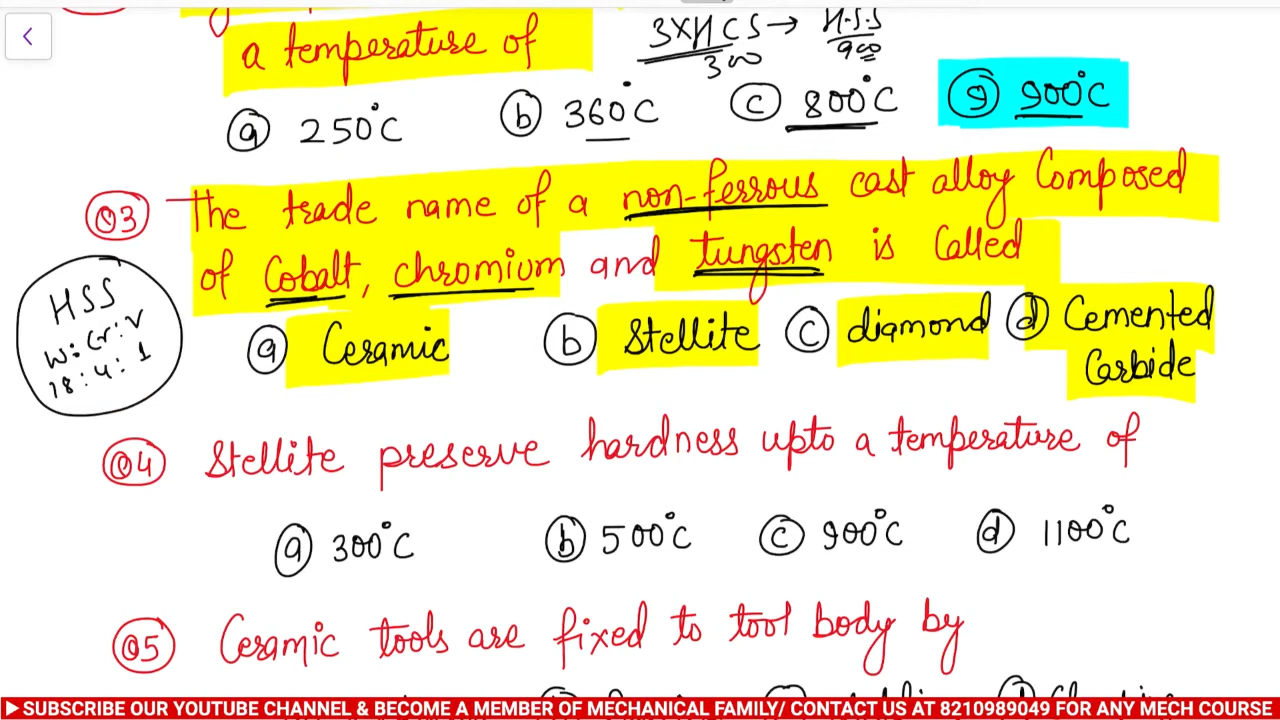 a temperature of
3XHCS → H.S.S
300 900
ⓐ 250°C ⓑ 360°C ⓒ 800°C ⓓ 900°C
Q3 The trade name of a non-ferrous cast alloy Composed
of Cobalt, chromium and tungsten is Called
HSS
W:Cr:V
18:4:1
ⓐ Ceramic ⓑ Stellite ⓒ diamond ⓓ Cemented
Carbide
Q4 Stellite preserve hardness upto a temperature of
ⓐ 300°C ⓑ 500°C ⓒ 900°C ⓓ 1100°C
Q5 Ceramic tools are fixed to tool body by
▶ SUBSCRIBE OUR YOUTUBE CHANNEL & BECOME A MEMBER OF MECHANICAL FAMILY/ CONTACT US AT 8210989049 FOR ANY MECH COURSE